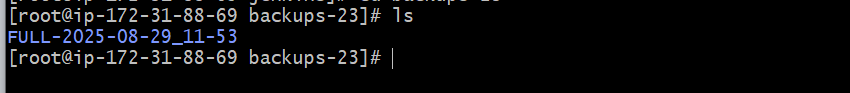 [root@ip-172-31-88-69 backups-23]# ls
FULL-2025-08-29_11-53
[root@ip-172-31-88-69 backups-23]#